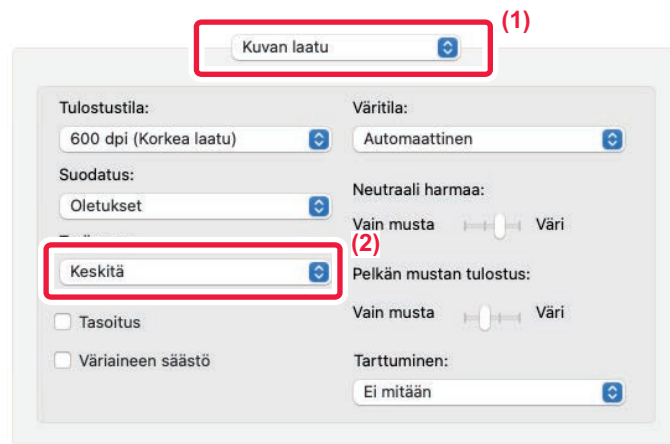 (1)
Kuvan laatu
Tulostustila:
600 dpi (Korkea laatu)
Suodatus:
Oletukset
(2)
Keskitä
Tasoitus
Väriaineen säästö
Väritila:
Automaattinen
Neutraali harmaa:
Vain musta Väri
Pelkän mustan tulostus:
Vain musta Väri
Tarttuminen:
Ei mitään